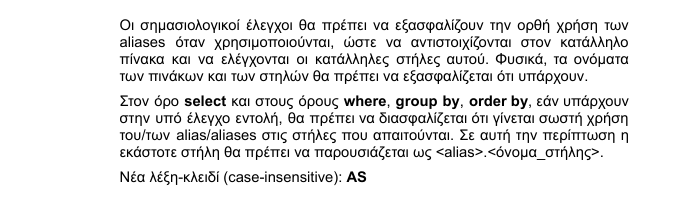 Οι σημασιολογικοί έλεγχοι θα πρέπει να εξασφαλίζουν την ορθή χρήση των
aliases όταν χρησιμοποιούνται, ώστε να αντιστοιχίζονται στον κατάλληλο
πίνακα και να ελέγχονται οι κατάλληλες στήλες αυτού. Φυσικά, τα ονόματα
των πινάκων και των στηλών θα πρέπει να εξασφαλίζεται ότι υπάρχουν.
Στον όρο select και στους όρους where, group by, order by, εάν υπάρχουν
στην υπό έλεγχο εντολή, θα πρέπει να διασφαλίζεται ότι γίνεται σωστή χρήση
του/των alias/aliases στις στήλες που απαιτούνται. Σε αυτή την περίπτωση η
εκάστοτε στήλη θα πρέπει να παρουσιάζεται ως <alias>.<όνομα_στήλης>.
Νέα λέξη-κλειδί (case-insensitive): AS